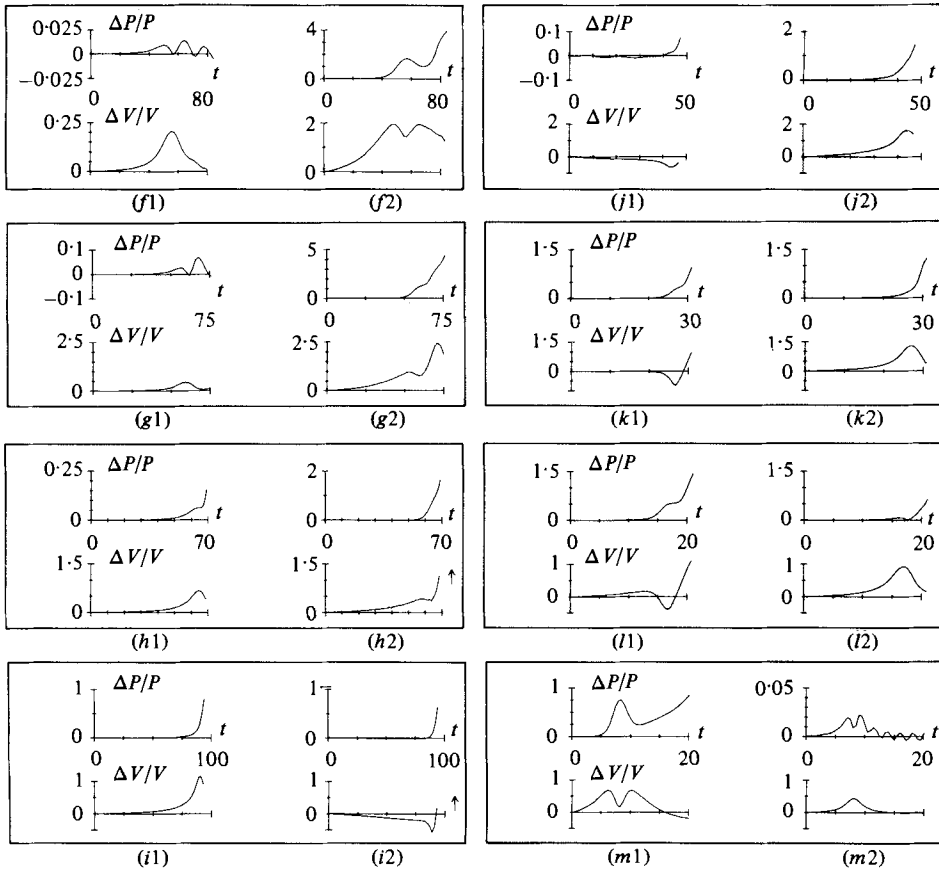 0·025 ΔP/P
0
−0·025 t
0 80
0·25 ΔV/V
0
(f1)
4
2
0 t
0 80
2
0
(f2)
0·1 ΔP/P
0
−0·1 t
0 50
2 ΔV/V
0
(j1)
2
0 t
0 50
2
0
(j2)
0·1 ΔP/P
0
−0·1 t
0 75
2·5 ΔV/V
0
(g1)
5
0 t
0 75
2·5
0
(g2)
1·5 ΔP/P
0 t
0 30
1·5 ΔV/V
0
(k1)
1·5
0 t
0 30
1·5
0
(k2)
0·25 ΔP/P
0 t
0 70
1·5 ΔV/V
0
(h1)
2
0 t
0 70
1·5 ↑
0
(h2)
1·5 ΔP/P
0 t
0 20
1 ΔV/V
0
(l1)
1·5
0 t
0 20
1
0
(l2)
1 ΔP/P
0 t
0 100
1 ΔV/V
0
(i1)
1
0 t
0 100
1 ↑
0
(i2)
1 ΔP/P
0 t
0 20
1 ΔV/V
0
(m1)
0·05
0 t
0 20
1
0
(m2)